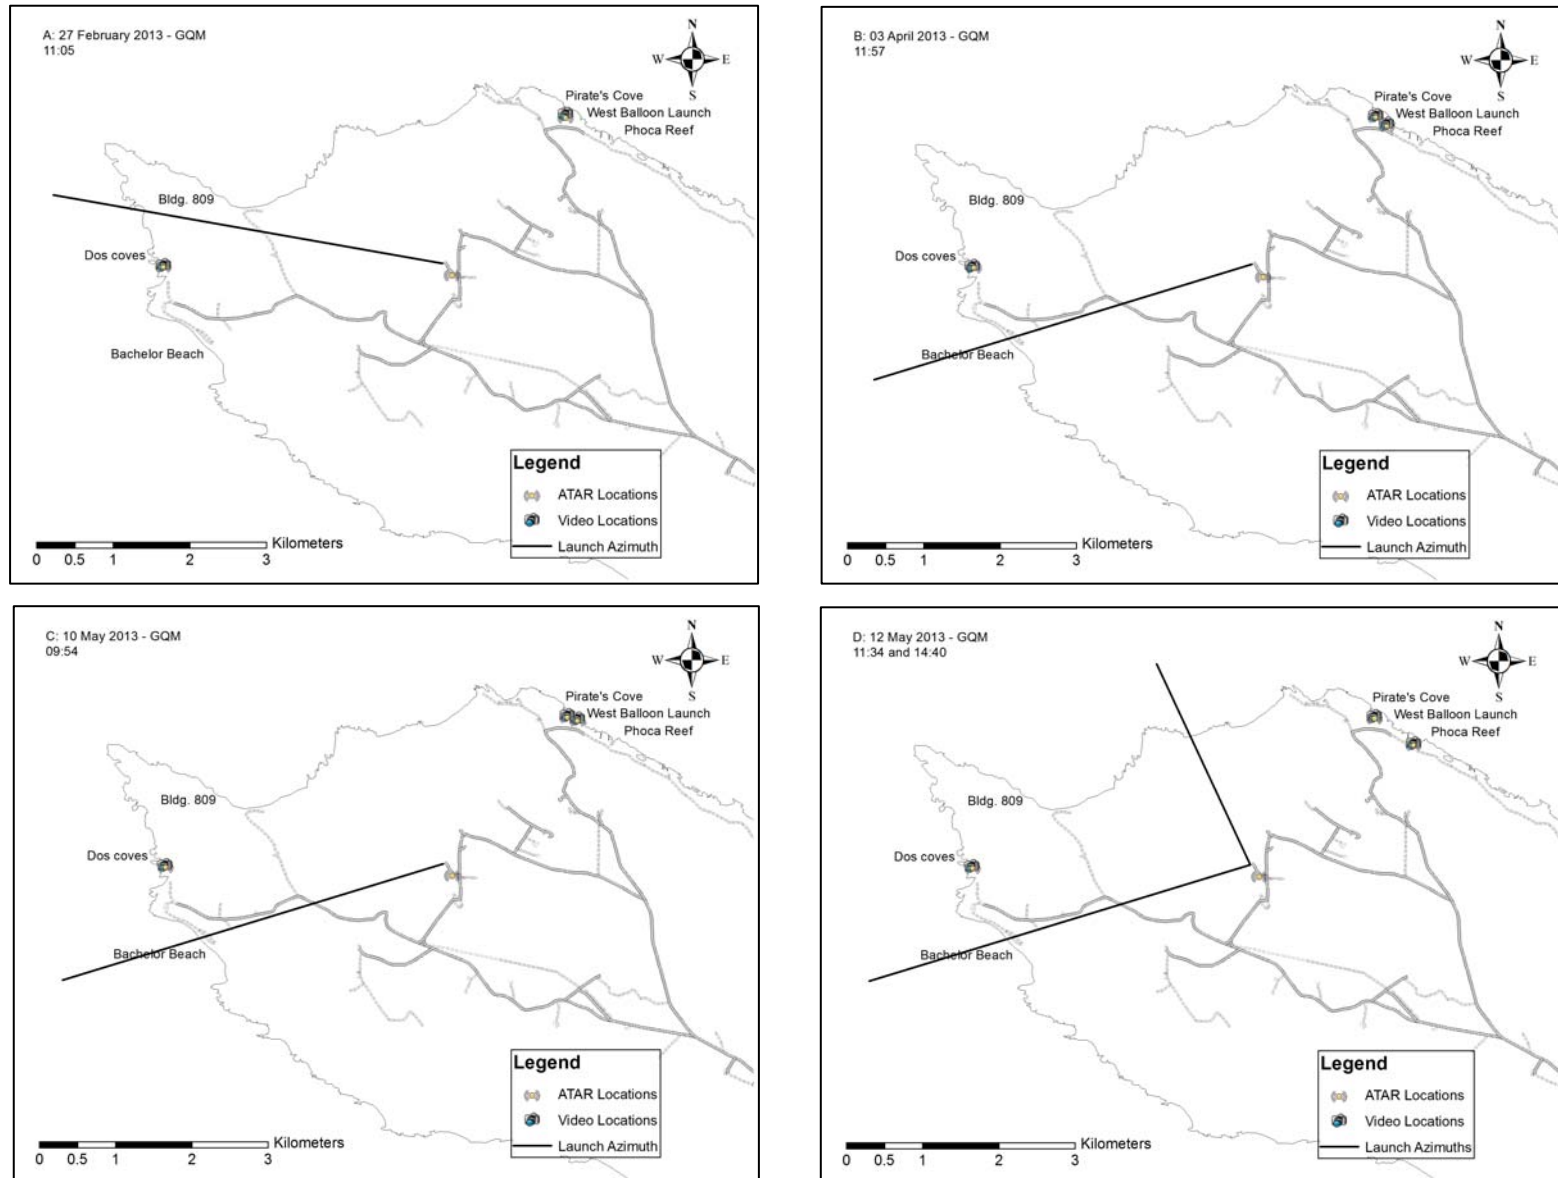 A: 27 February 2013 - GQM
11:05
N
W E
S
Pirate's Cove
West Balloon Launch
Phoca Reef
Bldg. 809
Dos coves
Bachelor Beach
Legend
ATAR Locations
Video Locations
Launch Azimuth
Kilometers
0 0.5 1 2 3
B: 03 April 2013 - GQM
11:57
N
W E
S
Pirate's Cove
West Balloon Launch
Phoca Reef
Bldg. 809
Dos coves
Bachelor Beach
Legend
ATAR Locations
Video Locations
Launch Azimuth
Kilometers
0 0.5 1 2 3
C: 10 May 2013 - GQM
09:54
N
W E
S
Pirate's Cove
West Balloon Launch
Phoca Reef
Bldg. 809
Dos coves
Bachelor Beach
Legend
ATAR Locations
Video Locations
Launch Azimuth
Kilometers
0 0.5 1 2 3
D: 12 May 2013 - GQM
11:34 and 14:40
N
W E
S
Pirate's Cove
West Balloon Launch
Phoca Reef
Bldg. 809
Dos coves
Bachelor Beach
Legend
ATAR Locations
Video Locations
Launch Azimuths
Kilometers
0 0.5 1 2 3